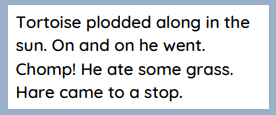 Tortoise plodded along in the
sun. On and on he went.
Chomp! He ate some grass.
Hare came to a stop.